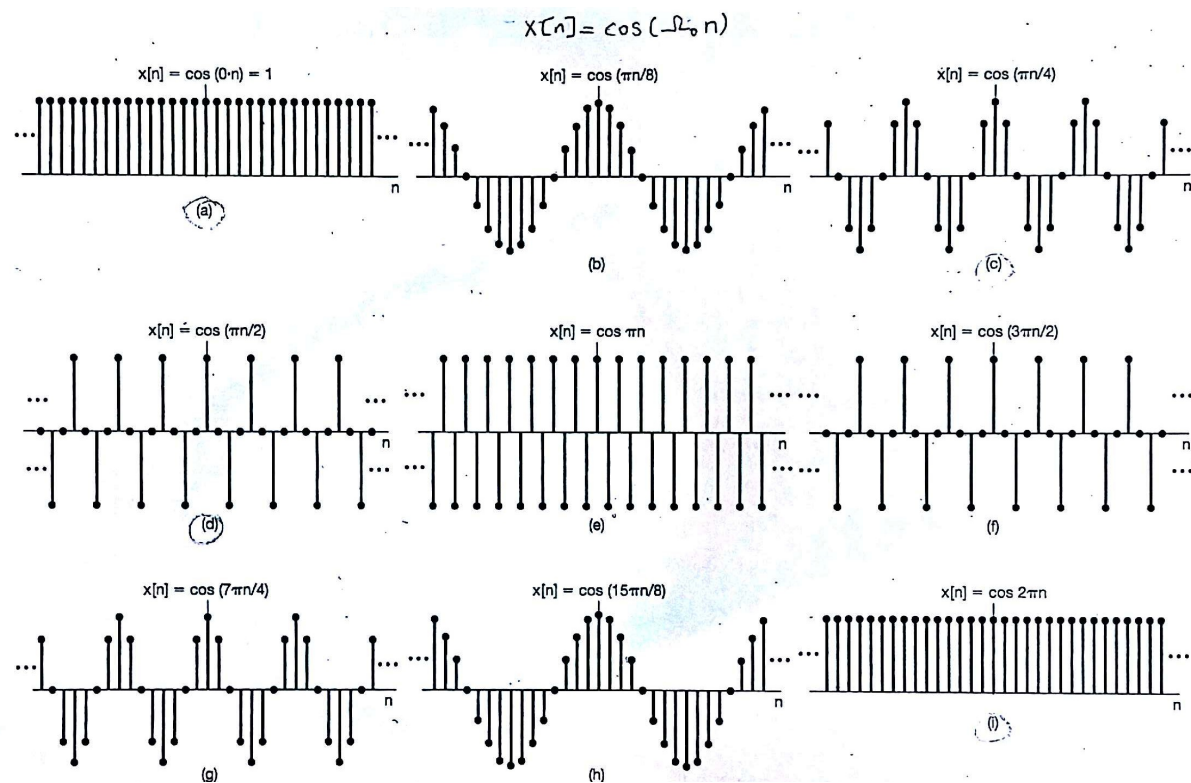 x[n] = cos (Ω₀ n)
x[n] = cos (0·n) = 1
n
(a)
x[n] = cos (πn/8)
n
(b)
x[n] = cos (πn/4)
n
(c)
x[n] = cos (πn/2)
n
(d)
x[n] = cos πn
n
(e)
x[n] = cos (3πn/2)
n
(f)
x[n] = cos (7πn/4)
n
(g)
x[n] = cos (15πn/8)
n
(h)
x[n] = cos 2πn
n
(i)